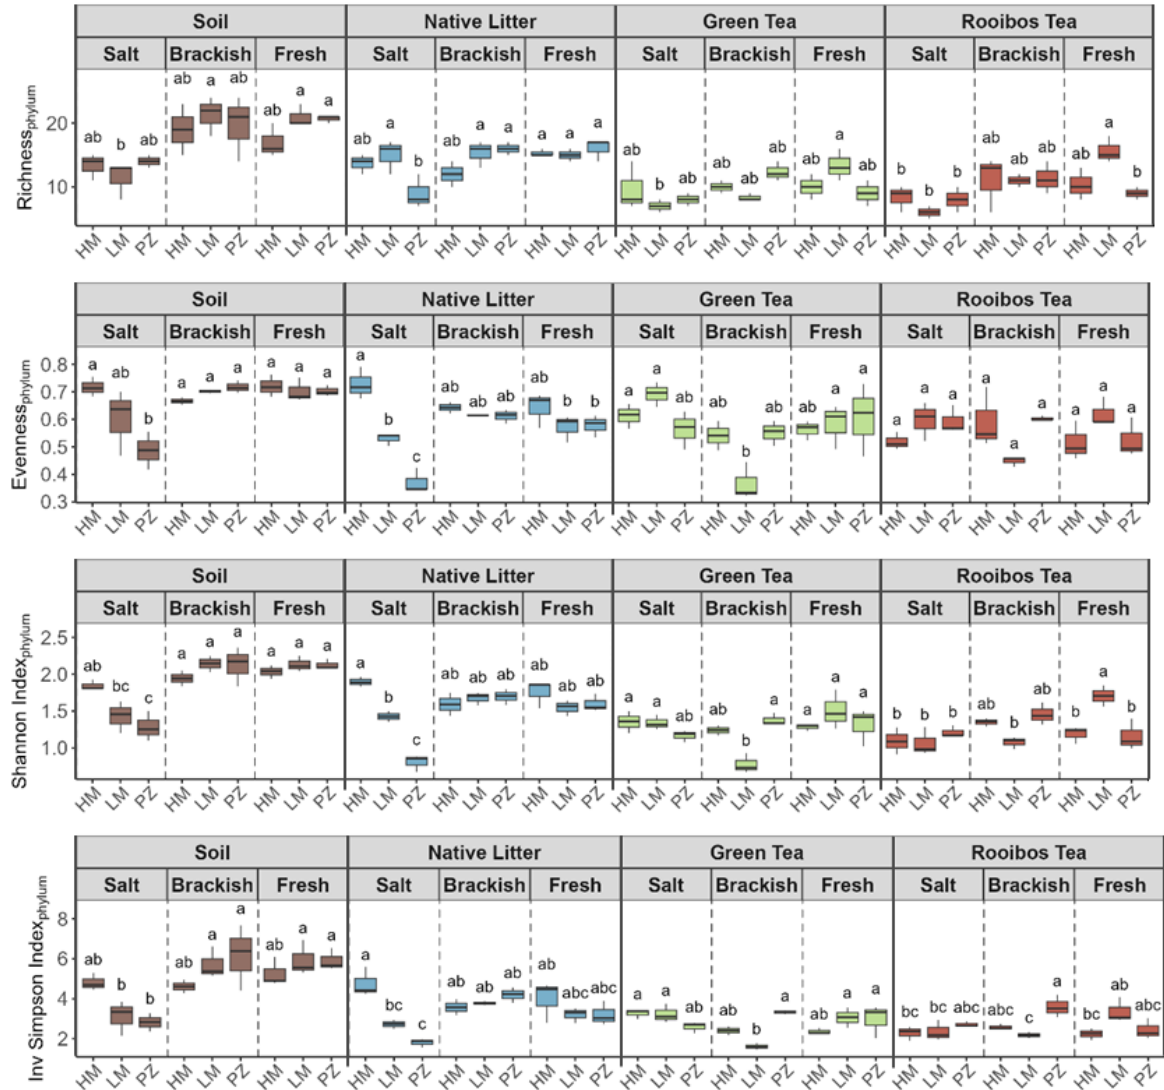 Soil Native Litter Green Tea Rooibos Tea
Salt Brackish Fresh Salt Brackish Fresh Salt Brackish Fresh Salt Brackish Fresh
Richness phylum
20
10
ab b ab ab a ab ab a a
ab a b b a a a a a
ab b ab ab b a ab a ab
b b b ab ab ab ab a b
HM LM PZ HM LM PZ HM LM PZ HM LM PZ HM LM PZ HM LM PZ HM LM PZ HM LM PZ HM LM PZ HM LM PZ HM LM PZ HM LM PZ
Soil Native Litter Green Tea Rooibos Tea
Salt Brackish Fresh Salt Brackish Fresh Salt Brackish Fresh Salt Brackish Fresh
Evenness phylum
0.8
0.7
0.6
0.5
0.4
0.3
a ab b a a a a a a
a b c ab ab ab ab b b
a a ab ab b ab ab ab a
a a a a a a a a a
HM LM PZ HM LM PZ HM LM PZ HM LM PZ HM LM PZ HM LM PZ HM LM PZ HM LM PZ HM LM PZ HM LM PZ HM LM PZ HM LM PZ
Soil Native Litter Green Tea Rooibos Tea
Salt Brackish Fresh Salt Brackish Fresh Salt Brackish Fresh Salt Brackish Fresh
Shannon Index phylum
2.5
2.0
1.5
1.0
ab bc c a a a a a a
a b c ab ab ab ab ab ab
a a ab ab b a a a a
b b b ab b ab b a b
HM LM PZ HM LM PZ HM LM PZ HM LM PZ HM LM PZ HM LM PZ HM LM PZ HM LM PZ HM LM PZ HM LM PZ HM LM PZ HM LM PZ
Soil Native Litter Green Tea Rooibos Tea
Salt Brackish Fresh Salt Brackish Fresh Salt Brackish Fresh Salt Brackish Fresh
Inv Simpson Index phylum
8
6
4
2
ab b b ab a a ab a a
a bc c ab ab ab ab abc abc
a a ab ab b a ab a a
bc bc abc abc c a bc ab abc
HM LM PZ HM LM PZ HM LM PZ HM LM PZ HM LM PZ HM LM PZ HM LM PZ HM LM PZ HM LM PZ HM LM PZ HM LM PZ HM LM PZ